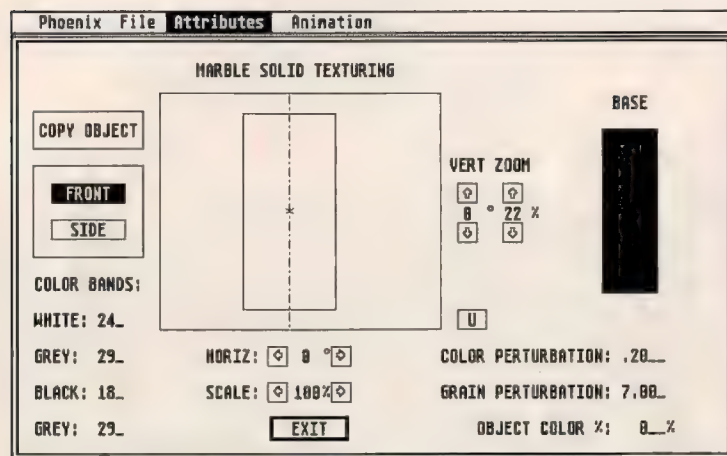 Phoenix File Attributes Animation
MARBLE SOLID TEXTURING
BASE
COPY OBJECT
VERT ZOOM
FRONT
0 ° 22 %
SIDE
COLOR BANDS:
WHITE: 24_
U
GREY: 29_
HORIZ: 0 °
COLOR PERTURBATION: .20__
BLACK: 18_
SCALE: 100%
GRAIN PERTURBATION: 7.00_
GREY: 29_
EXIT
OBJECT COLOR %: 0__%